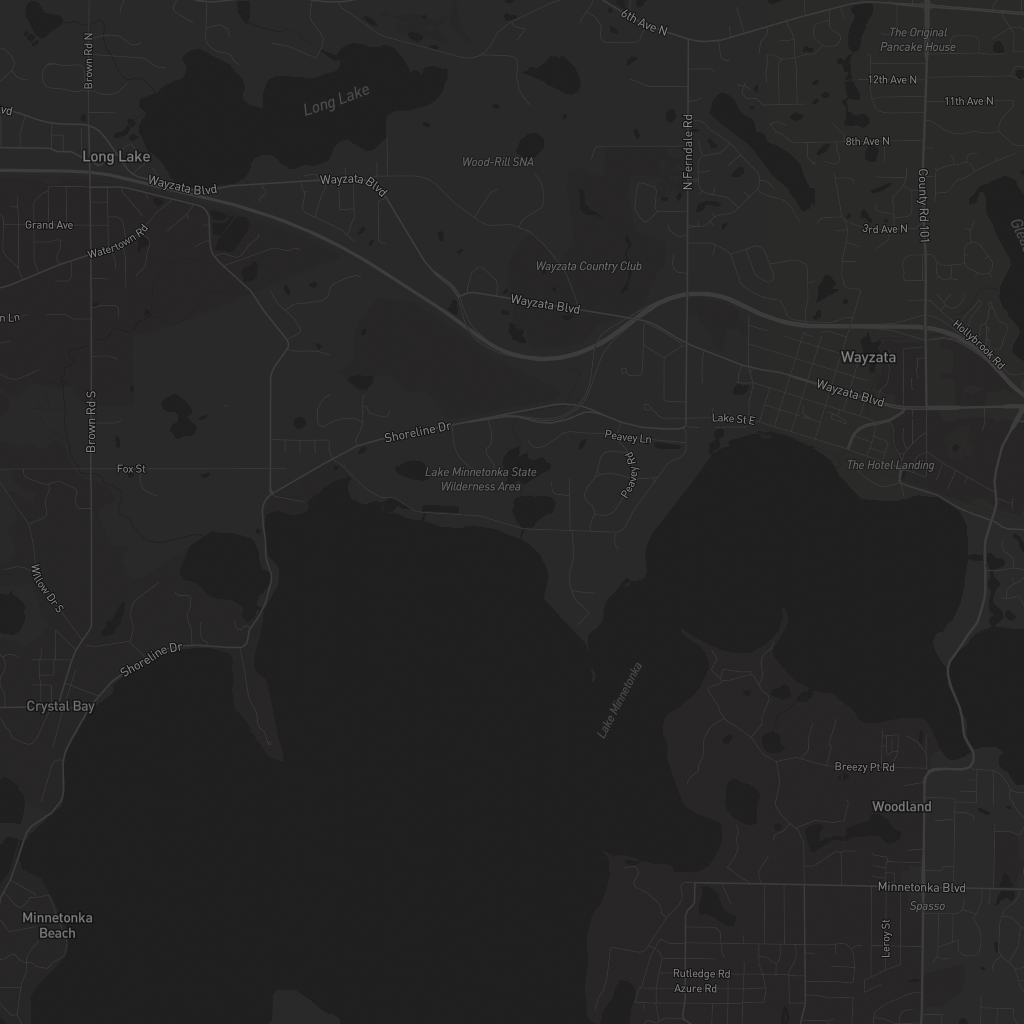 6th Ave N
The Original
Pancake House
Brown Rd N
12th Ave N
Long Lake
11th Ave N
vd
8th Ave N
N Ferndale Rd
Long Lake
Wood-Rill SNA
Wayzata Blvd
Wayzata Blvd
County Rd 101
Grand Ave
3rd Ave N
Watertown Rd
Wayzata Country Club
Wayzata Blvd
n Ln
Hollybrook Rd
Wayzata
Wayzata Blvd
Brown Rd S
Lake St E
Shoreline Dr
Peavey Ln
Fox St
Lake Minnetonka State
Wilderness Area
Peavey Rd
The Hotel Landing
Willow Dr S
Shoreline Dr
Lake Minnetonka
Crystal Bay
Breezy Pt Rd
Woodland
Minnetonka Blvd
Spasso
Minnetonka
Beach
Leroy St
Rutledge Rd
Azure Rd